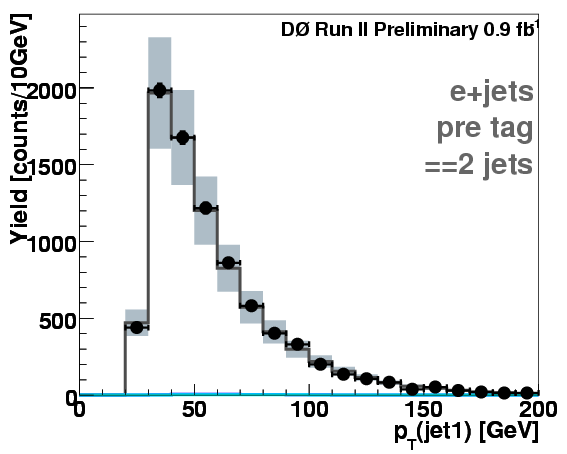 DØ Run II Preliminary 0.9 fb⁻¹
e+jets
pre tag
==2 jets
Yield [counts/10GeV]
2000
1500
1000
500
0
0 50 100 150 200
p_T(jet1) [GeV]